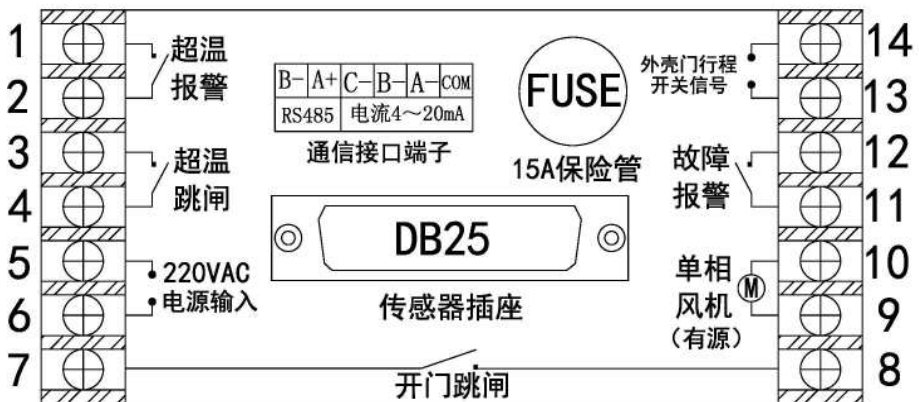 1
超温
报警
2
3
超温
跳闸
4
5
220VAC
电源输入
6
7
B- A+ C- B- A- COM
RS485 电流4～20mA
通信接口端子
FUSE
15A保险管
DB25
传感器插座
开门跳闸
外壳门行程
开关信号
14
13
故障
报警
12
11
单相
风机
(有源)
M
10
9
8